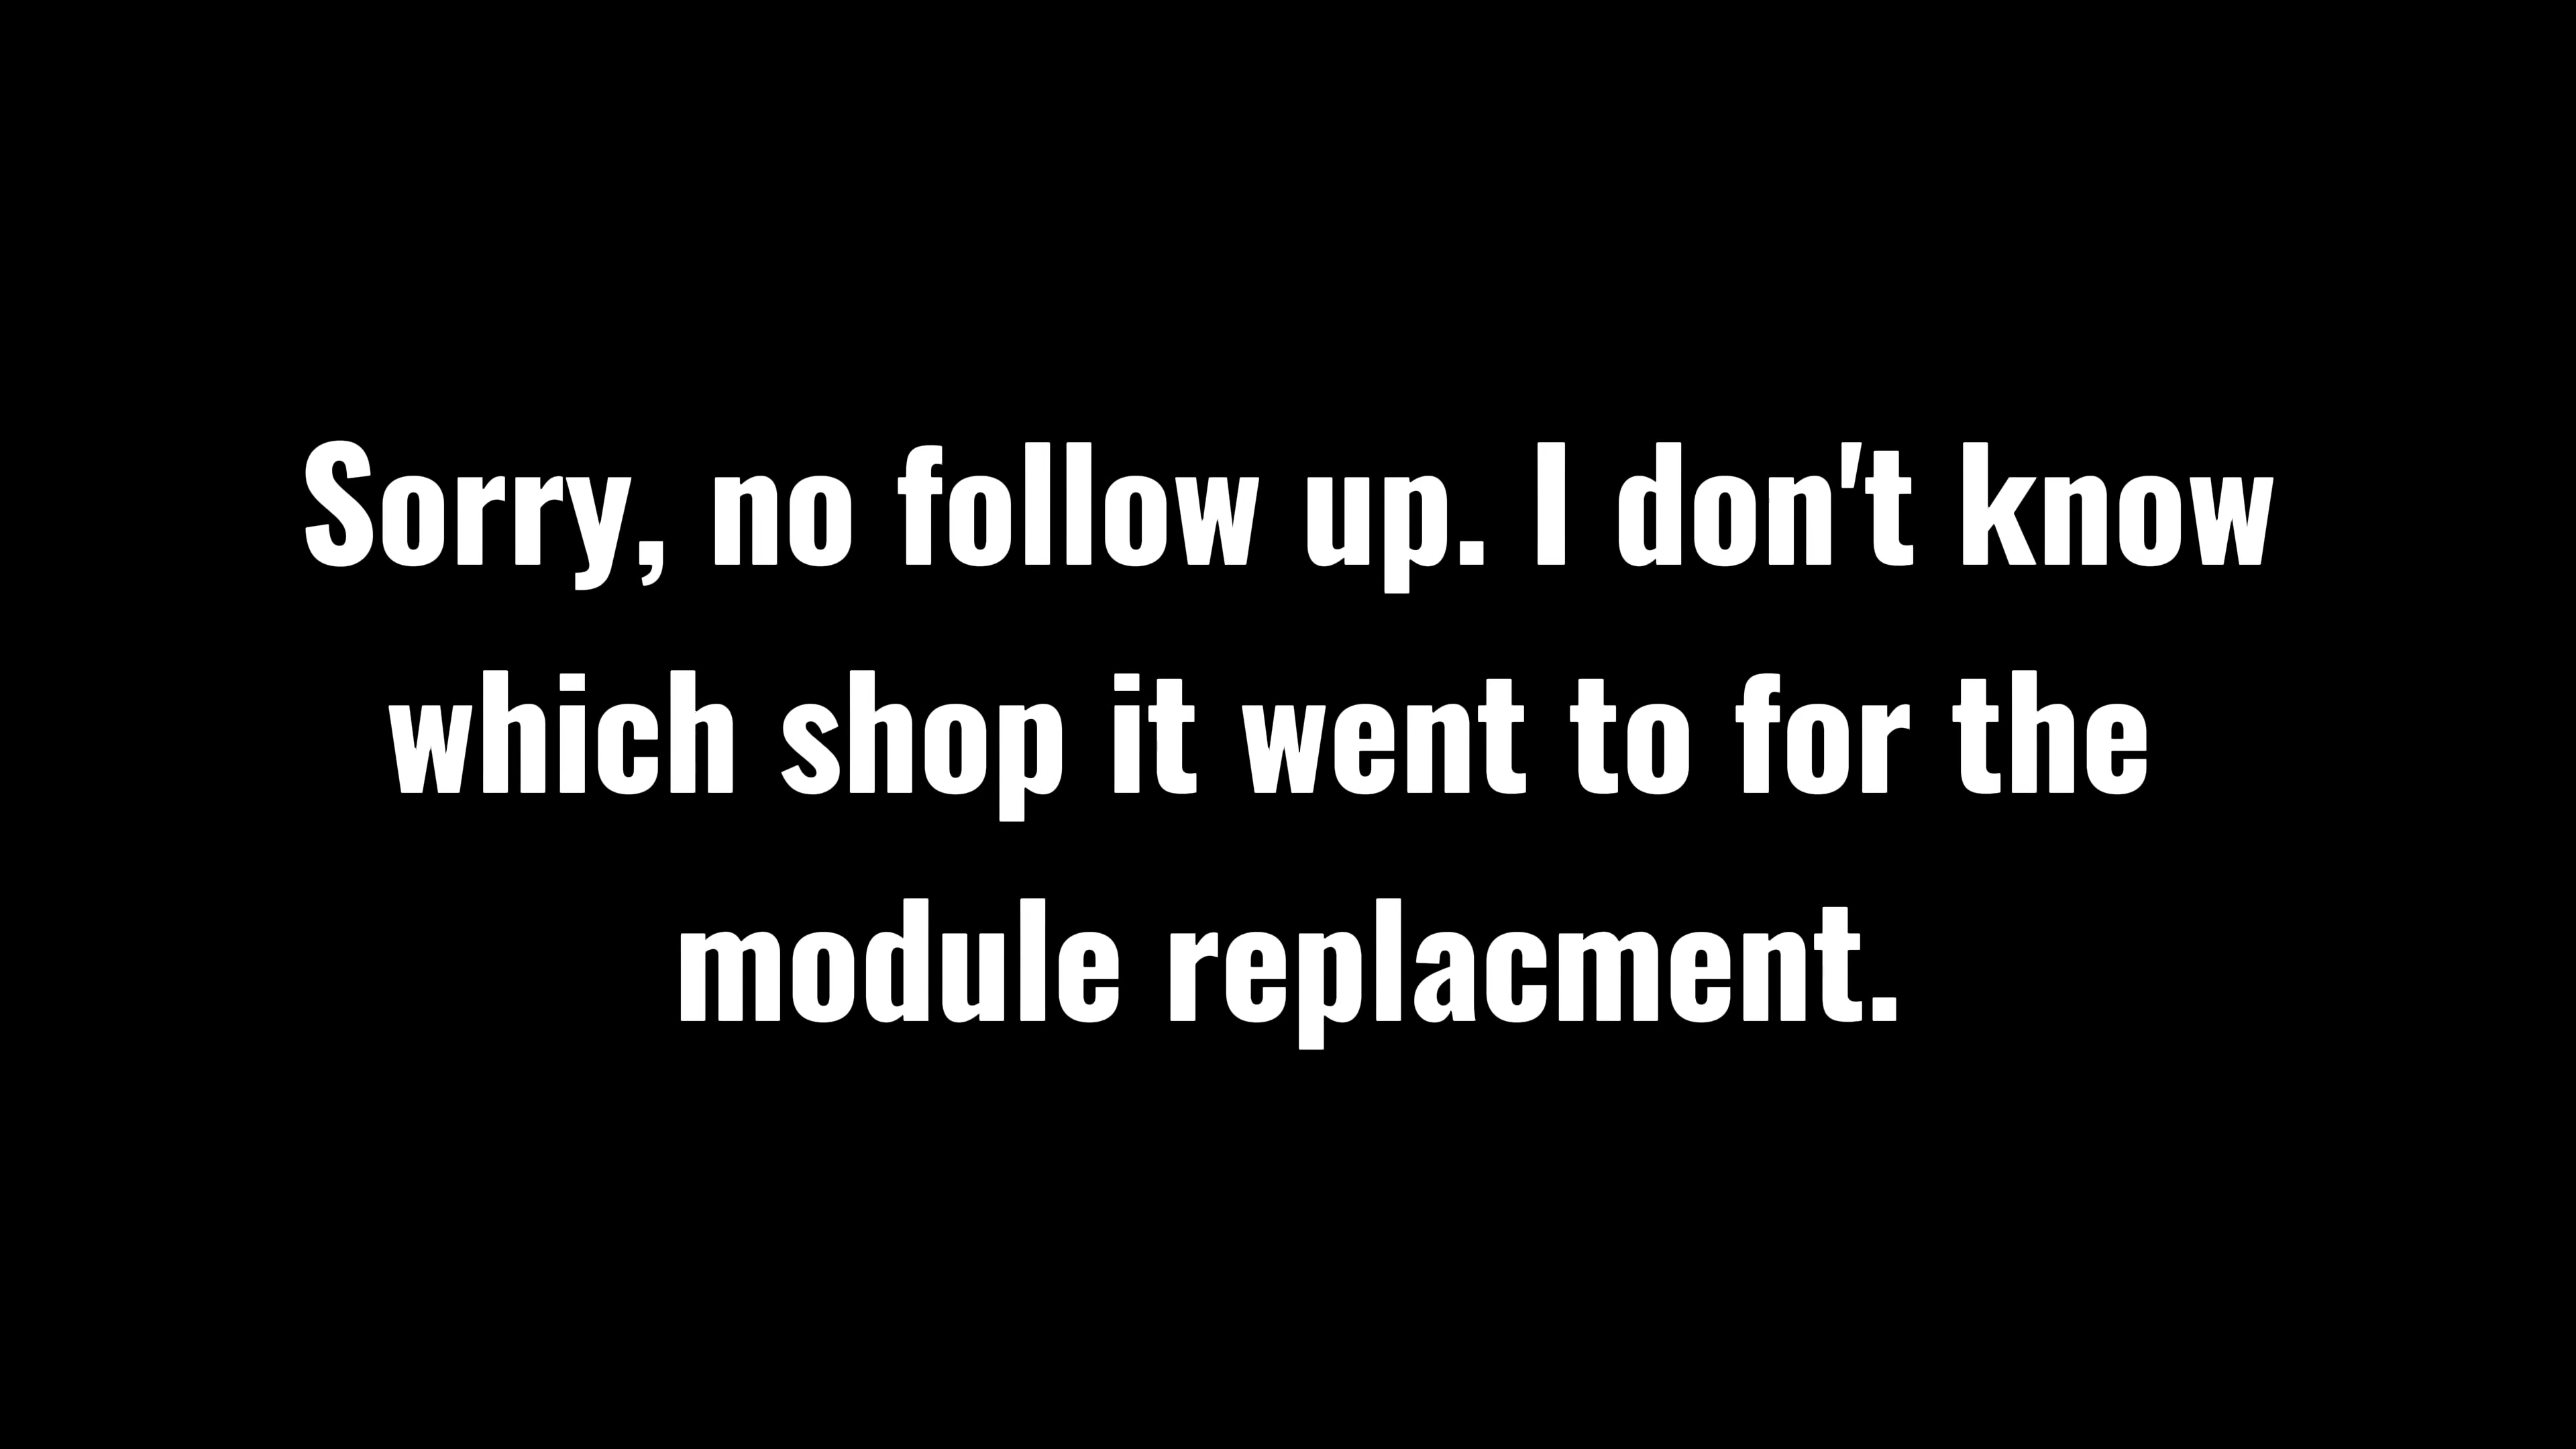 Sorry, no follow up. I don't know
which shop it went to for the
module replacment.